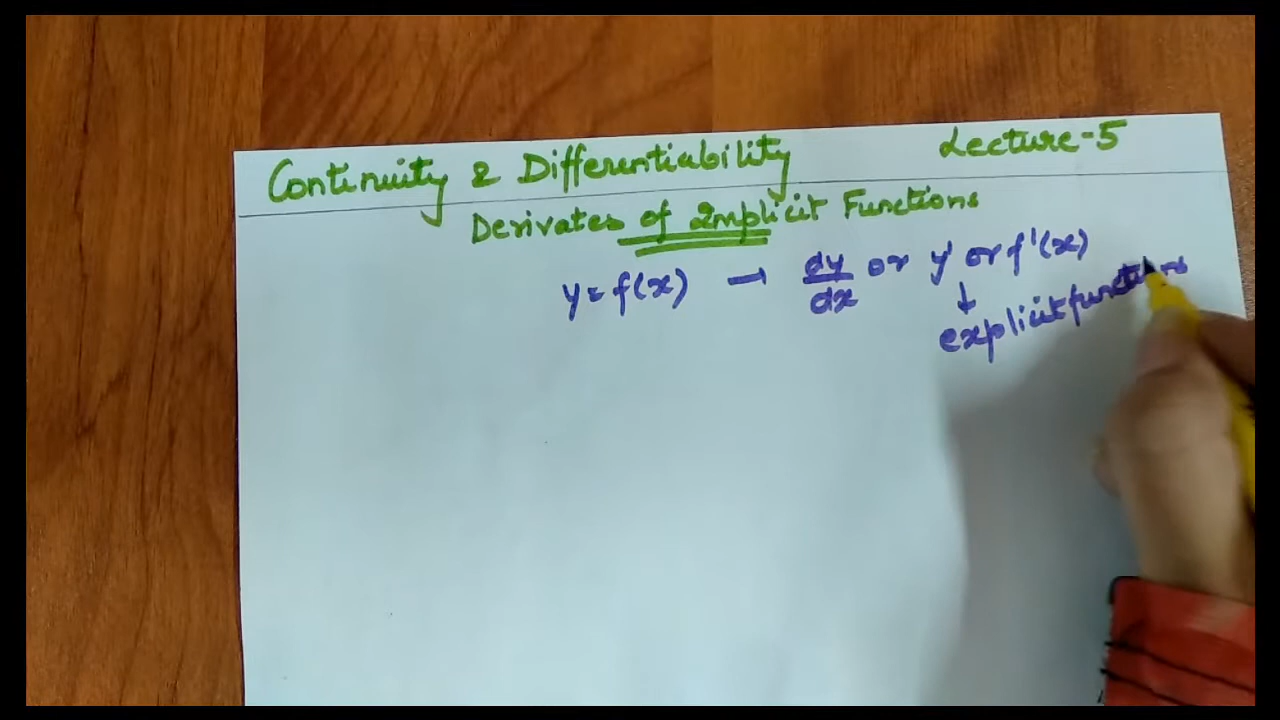 Continuity & Differentiability Lecture-5
Derivates of Implicit Functions
y = f(x) → dy/dx or y' or f'(x)
↓
explicit functions